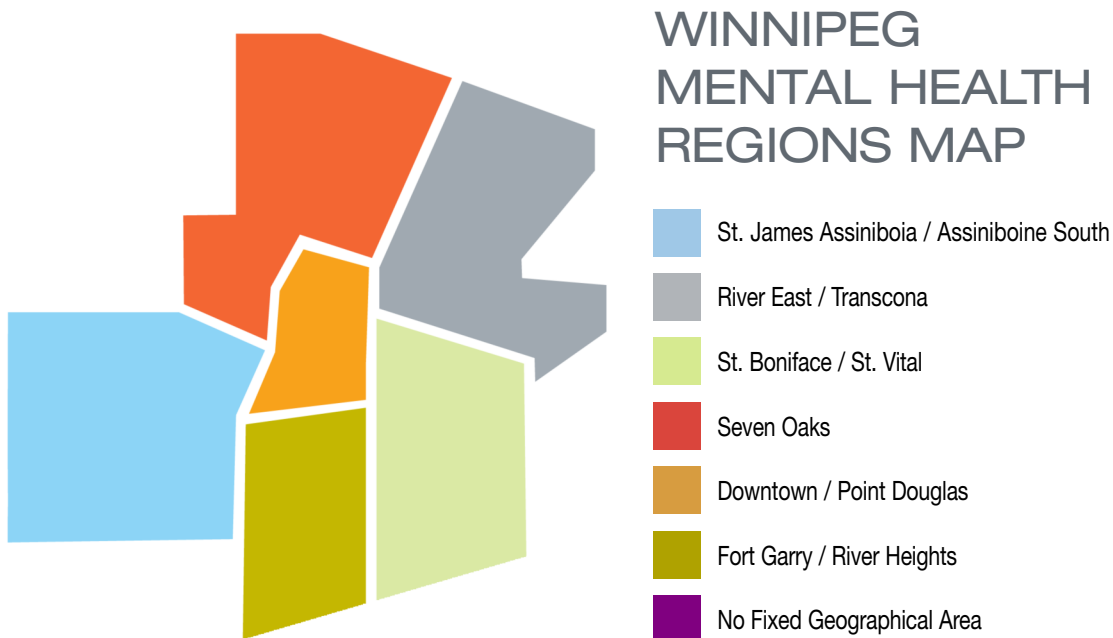 WINNIPEG
MENTAL HEALTH
REGIONS MAP
St. James Assiniboia / Assiniboine South
River East / Transcona
St. Boniface / St. Vital
Seven Oaks
Downtown / Point Douglas
Fort Garry / River Heights
No Fixed Geographical Area